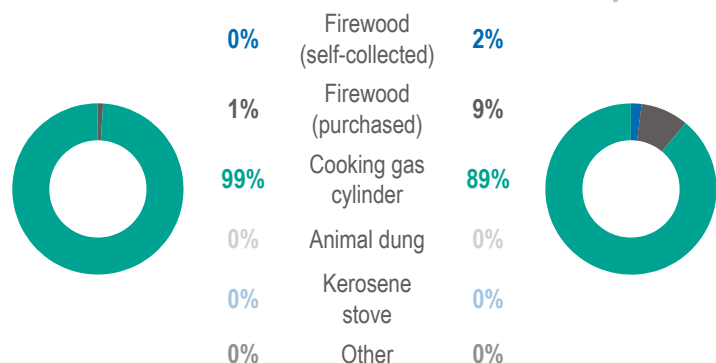 0% Firewood 2%
(self-collected)
1% Firewood 9%
(purchased)
99% Cooking gas 89%
cylinder
0% Animal dung 0%
0% Kerosene 0%
stove
0% Other 0%